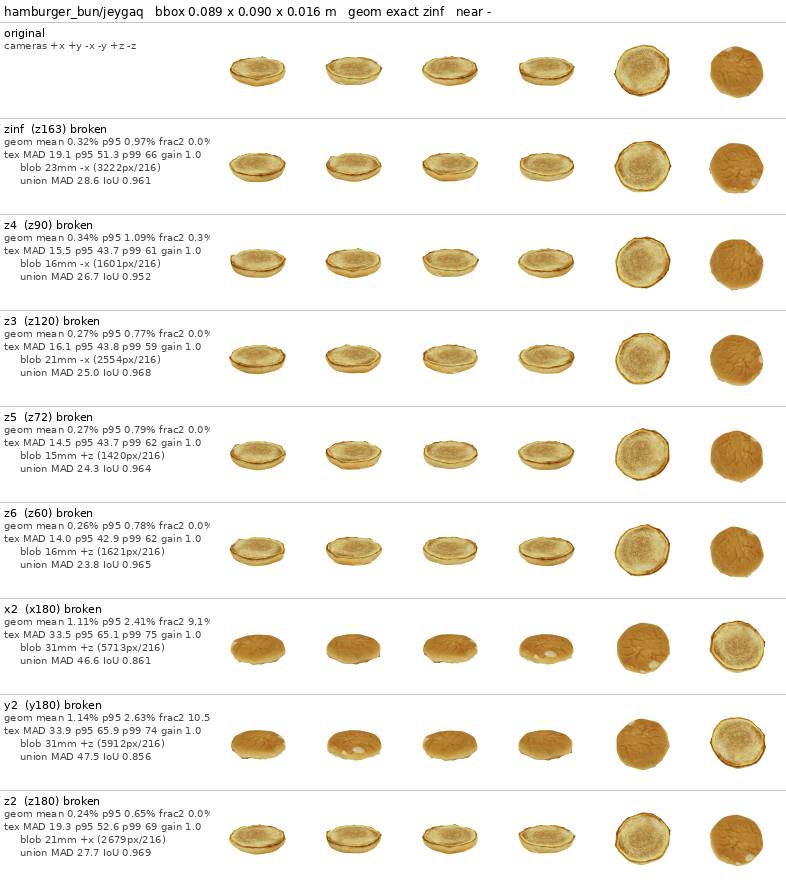 hamburger_bun/jeygaq   bbox 0.089 x 0.090 x 0.016 m   geom exact zinf   near -
original
cameras +x +y -x -y +z -z
zinf  (z163) broken
geom mean 0.32% p95 0.97% frac2 0.0%
tex MAD 19.1 p95 51.3 p99 66 gain 1.0
blob 23mm -x (3222px/216)
union MAD 28.6 IoU 0.961
z4  (z90) broken
geom mean 0.34% p95 1.09% frac2 0.3%
tex MAD 15.5 p95 43.7 p99 61 gain 1.0
blob 16mm -x (1601px/216)
union MAD 26.7 IoU 0.952
z3  (z120) broken
geom mean 0.27% p95 0.77% frac2 0.0%
tex MAD 16.1 p95 43.8 p99 59 gain 1.0
blob 21mm -x (2554px/216)
union MAD 25.0 IoU 0.968
z5  (z72) broken
geom mean 0.27% p95 0.79% frac2 0.0%
tex MAD 14.5 p95 43.7 p99 62 gain 1.0
blob 15mm +z (1420px/216)
union MAD 24.3 IoU 0.964
z6  (z60) broken
geom mean 0.26% p95 0.78% frac2 0.0%
tex MAD 14.0 p95 42.9 p99 62 gain 1.0
blob 16mm +z (1621px/216)
union MAD 23.8 IoU 0.965
x2  (x180) broken
geom mean 1.11% p95 2.41% frac2 9.1%
tex MAD 33.5 p95 65.1 p99 75 gain 1.0
blob 31mm +z (5713px/216)
union MAD 46.6 IoU 0.861
y2  (y180) broken
geom mean 1.14% p95 2.63% frac2 10.5
tex MAD 33.9 p95 65.9 p99 74 gain 1.0
blob 31mm +z (5912px/216)
union MAD 47.5 IoU 0.856
z2  (z180) broken
geom mean 0.24% p95 0.65% frac2 0.0%
tex MAD 19.3 p95 52.6 p99 69 gain 1.0
blob 21mm +x (2679px/216)
union MAD 27.7 IoU 0.969